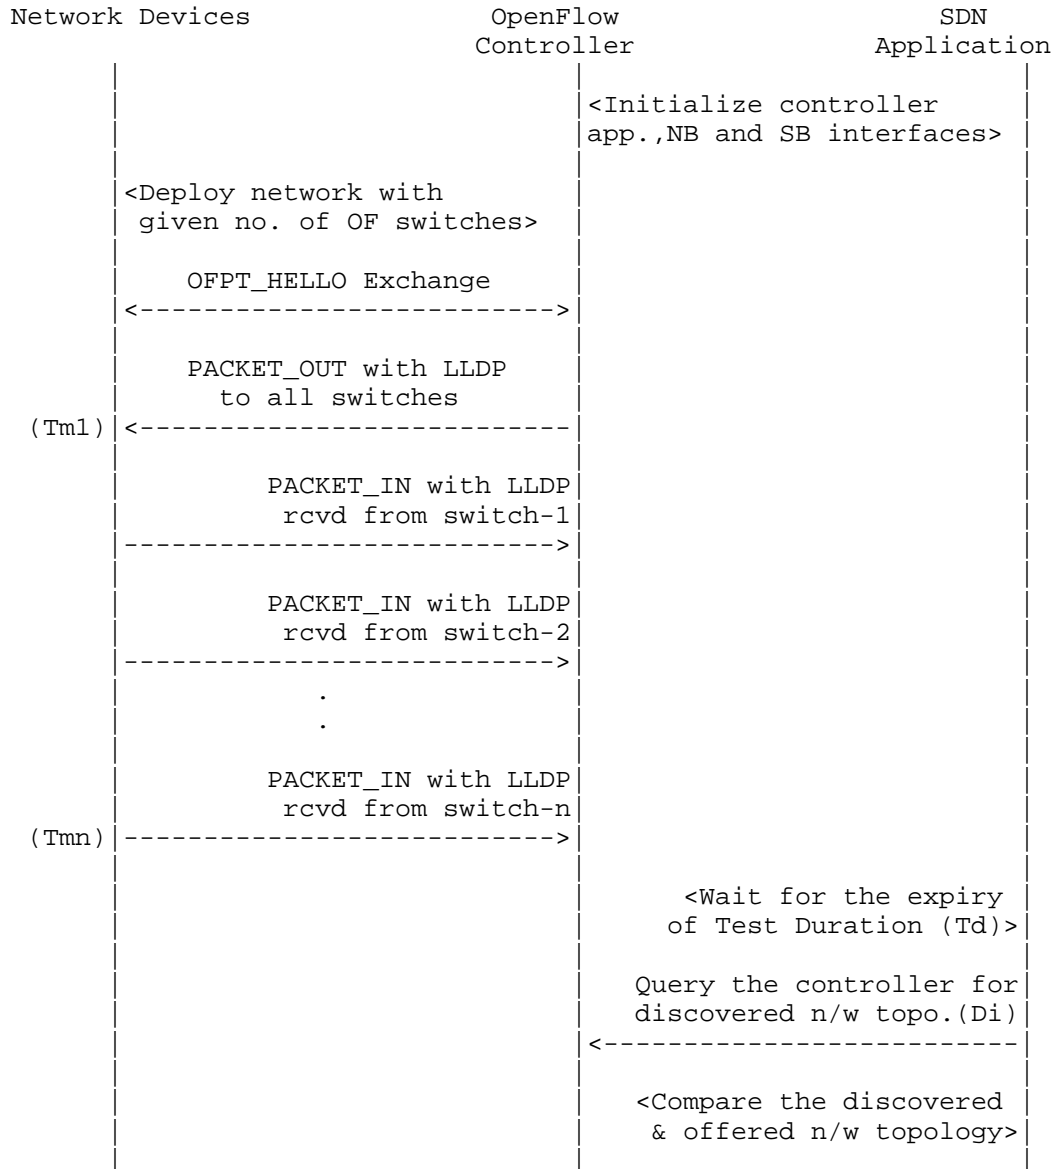 Network Devices OpenFlow SDN
Controller Application
<Initialize controller
app.,NB and SB interfaces>
<Deploy network with
given no. of OF switches>
OFPT_HELLO Exchange
<-------------------------->
PACKET_OUT with LLDP
to all switches
(Tm1)|<---------------------------
PACKET_IN with LLDP
rcvd from switch-1
--------------------------->
PACKET_IN with LLDP
rcvd from switch-2
--------------------------->
.
.
PACKET_IN with LLDP
rcvd from switch-n
(Tmn)|--------------------------->
<Wait for the expiry
of Test Duration (Td)>
Query the controller for
discovered n/w topo.(Di)
<--------------------------
<Compare the discovered
& offered n/w topology>